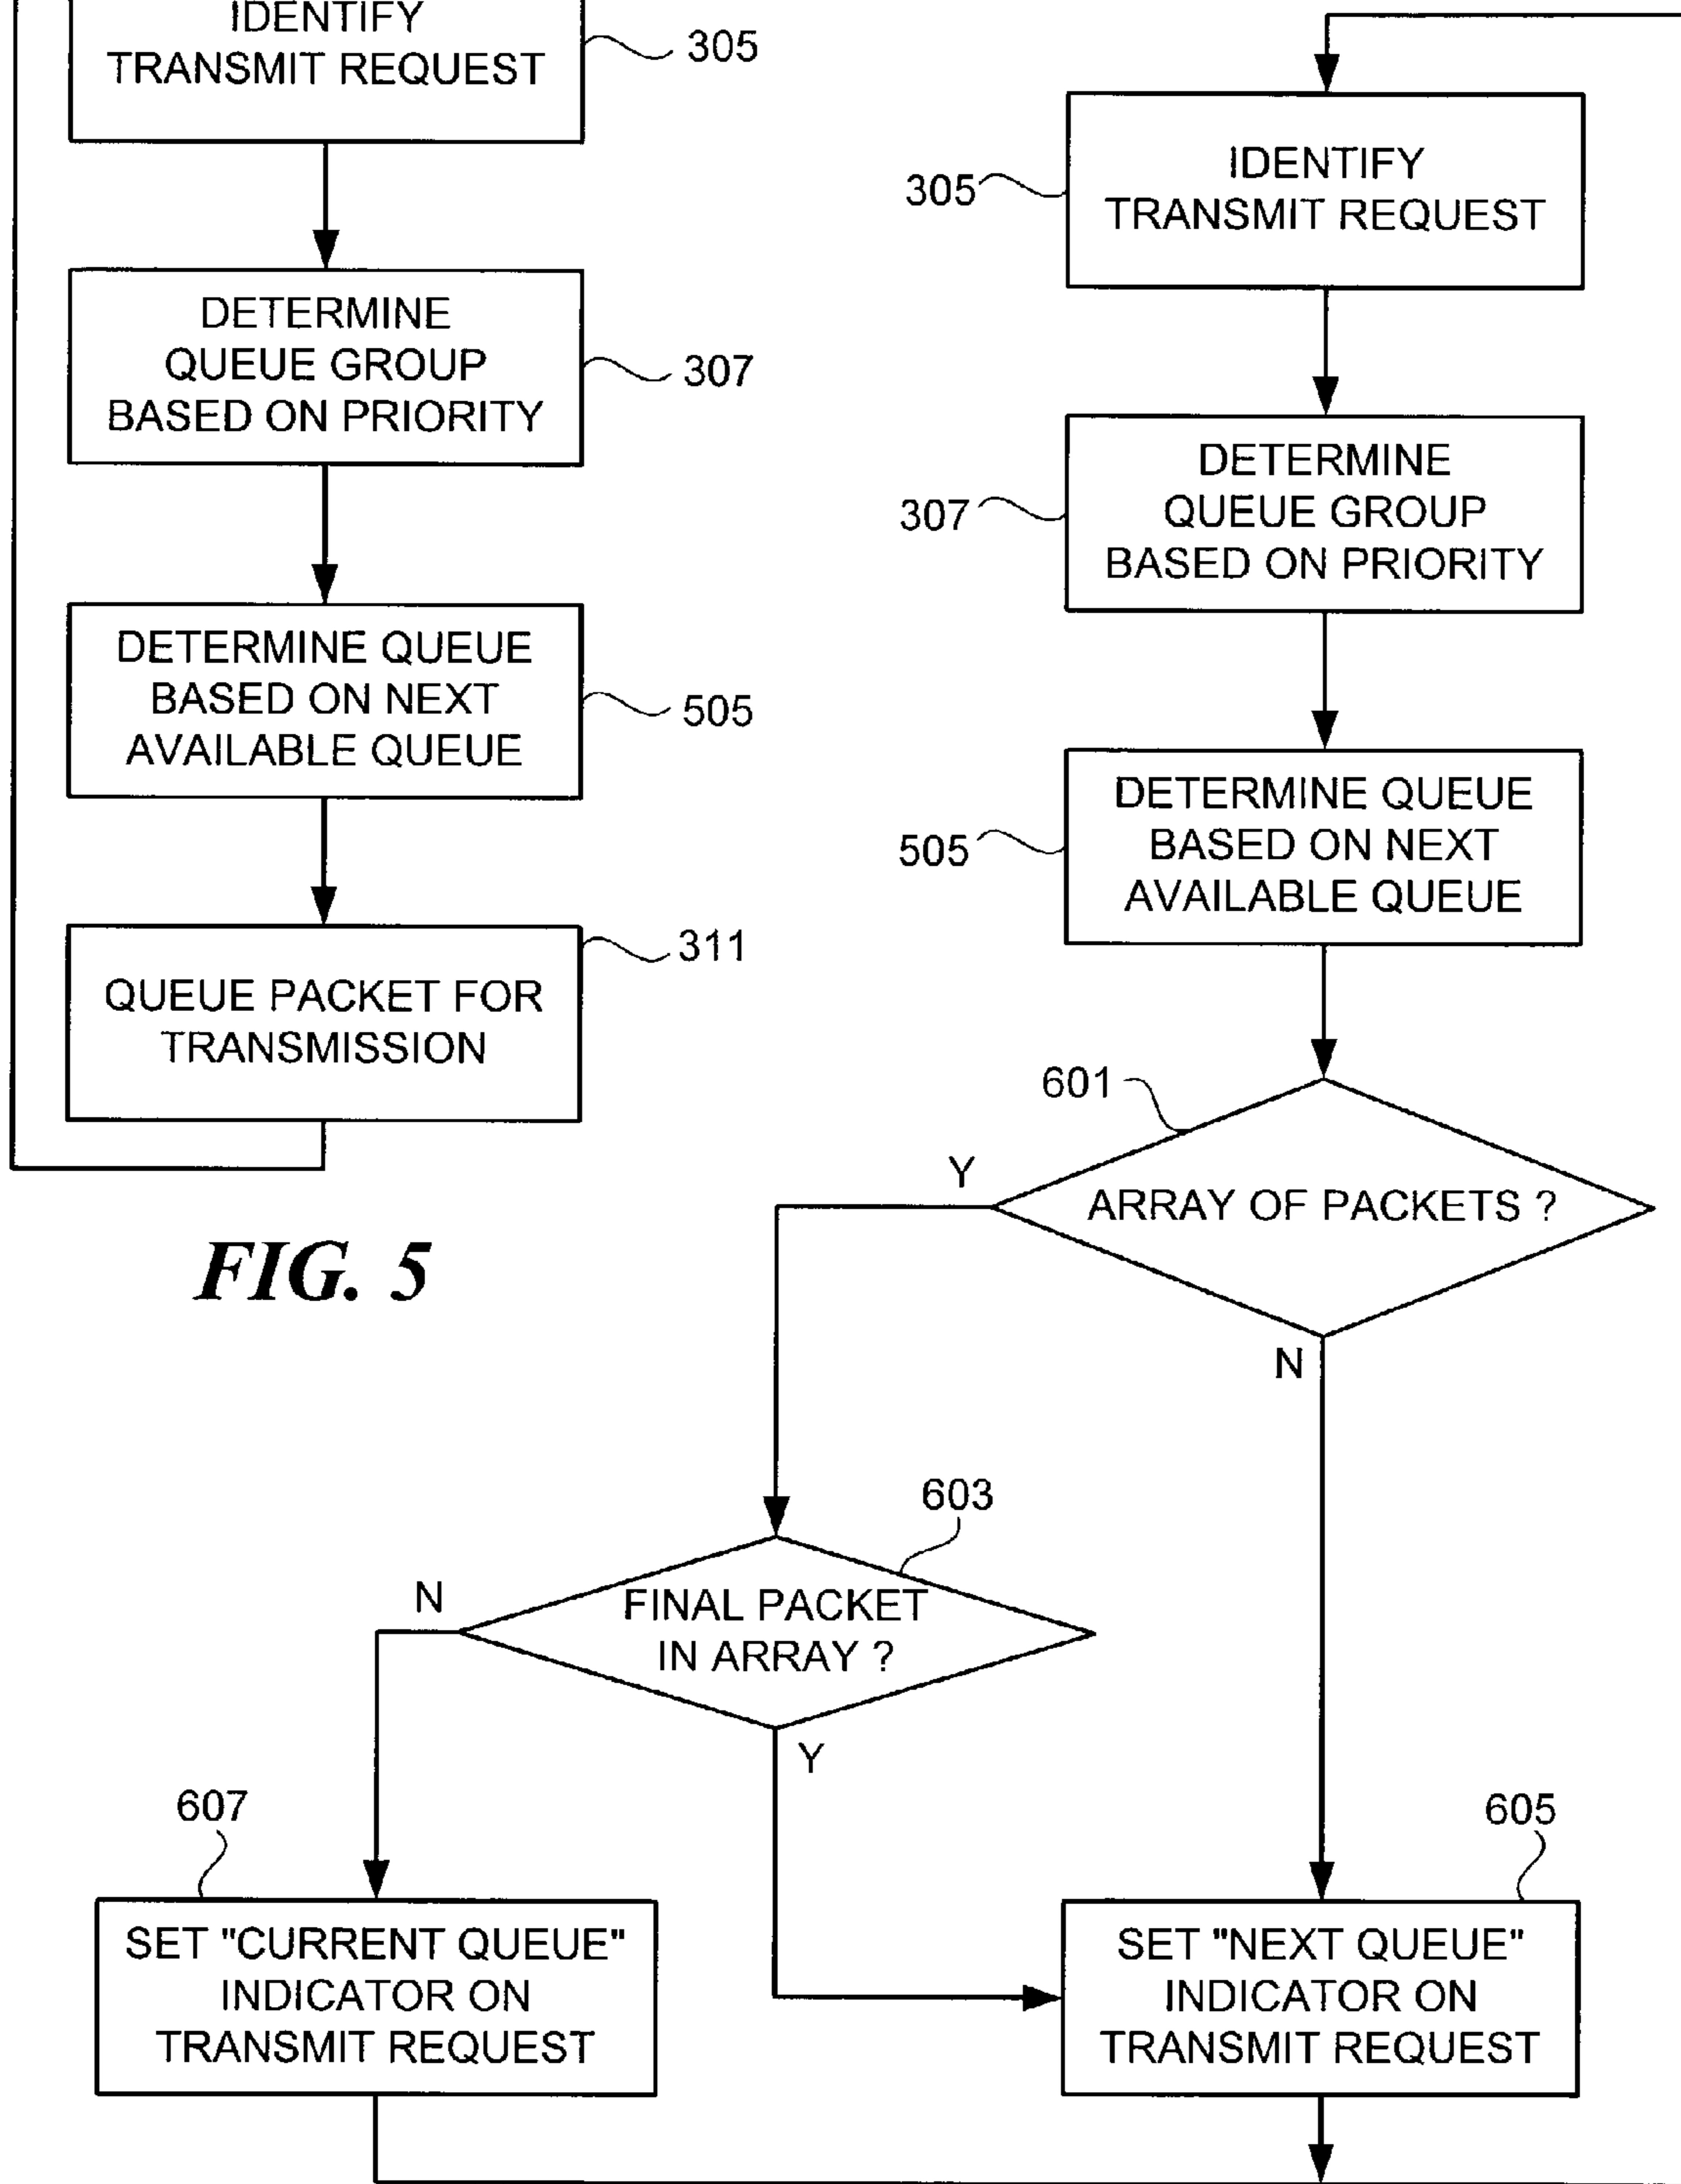 IDENTIFY
TRANSMIT REQUEST
305
DETERMINE
QUEUE GROUP
BASED ON PRIORITY
307
DETERMINE QUEUE
BASED ON NEXT
AVAILABLE QUEUE
505
311
QUEUE PACKET FOR
TRANSMISSION
FIG. 5
IDENTIFY
TRANSMIT REQUEST
305
DETERMINE
QUEUE GROUP
BASED ON PRIORITY
307
DETERMINE QUEUE
BASED ON NEXT
AVAILABLE QUEUE
505
601
Y
ARRAY OF PACKETS ?
N
603
N
FINAL PACKET
IN ARRAY ?
Y
607
SET "CURRENT QUEUE"
INDICATOR ON
TRANSMIT REQUEST
605
SET "NEXT QUEUE"
INDICATOR ON
TRANSMIT REQUEST